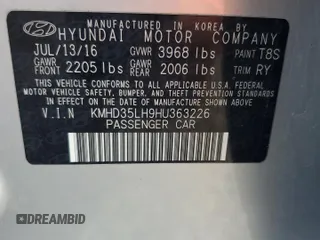 MANUFACTURED IN KOREA BY
HYUNDAI MOTOR COMPANY
JUL/13/16 GVWR 3968 lbs PAINT T8S
GAWR FRONT 2205 lbs GAWR REAR 2006 lbs TRIM RY
THIS VEHICLE CONFORMS TO ALL APPLICABLE
U.S. FEDERAL MOTOR VEHICLE SAFETY, BUMPER,
AND THEFT PREVENTION STANDARDS IN EFFECT ON
THE DATE OF MANUFACTURE SHOWN ABOVE.
V.I.N KMHD35LH9HU363226
PASSENGER CAR
DREAMBID